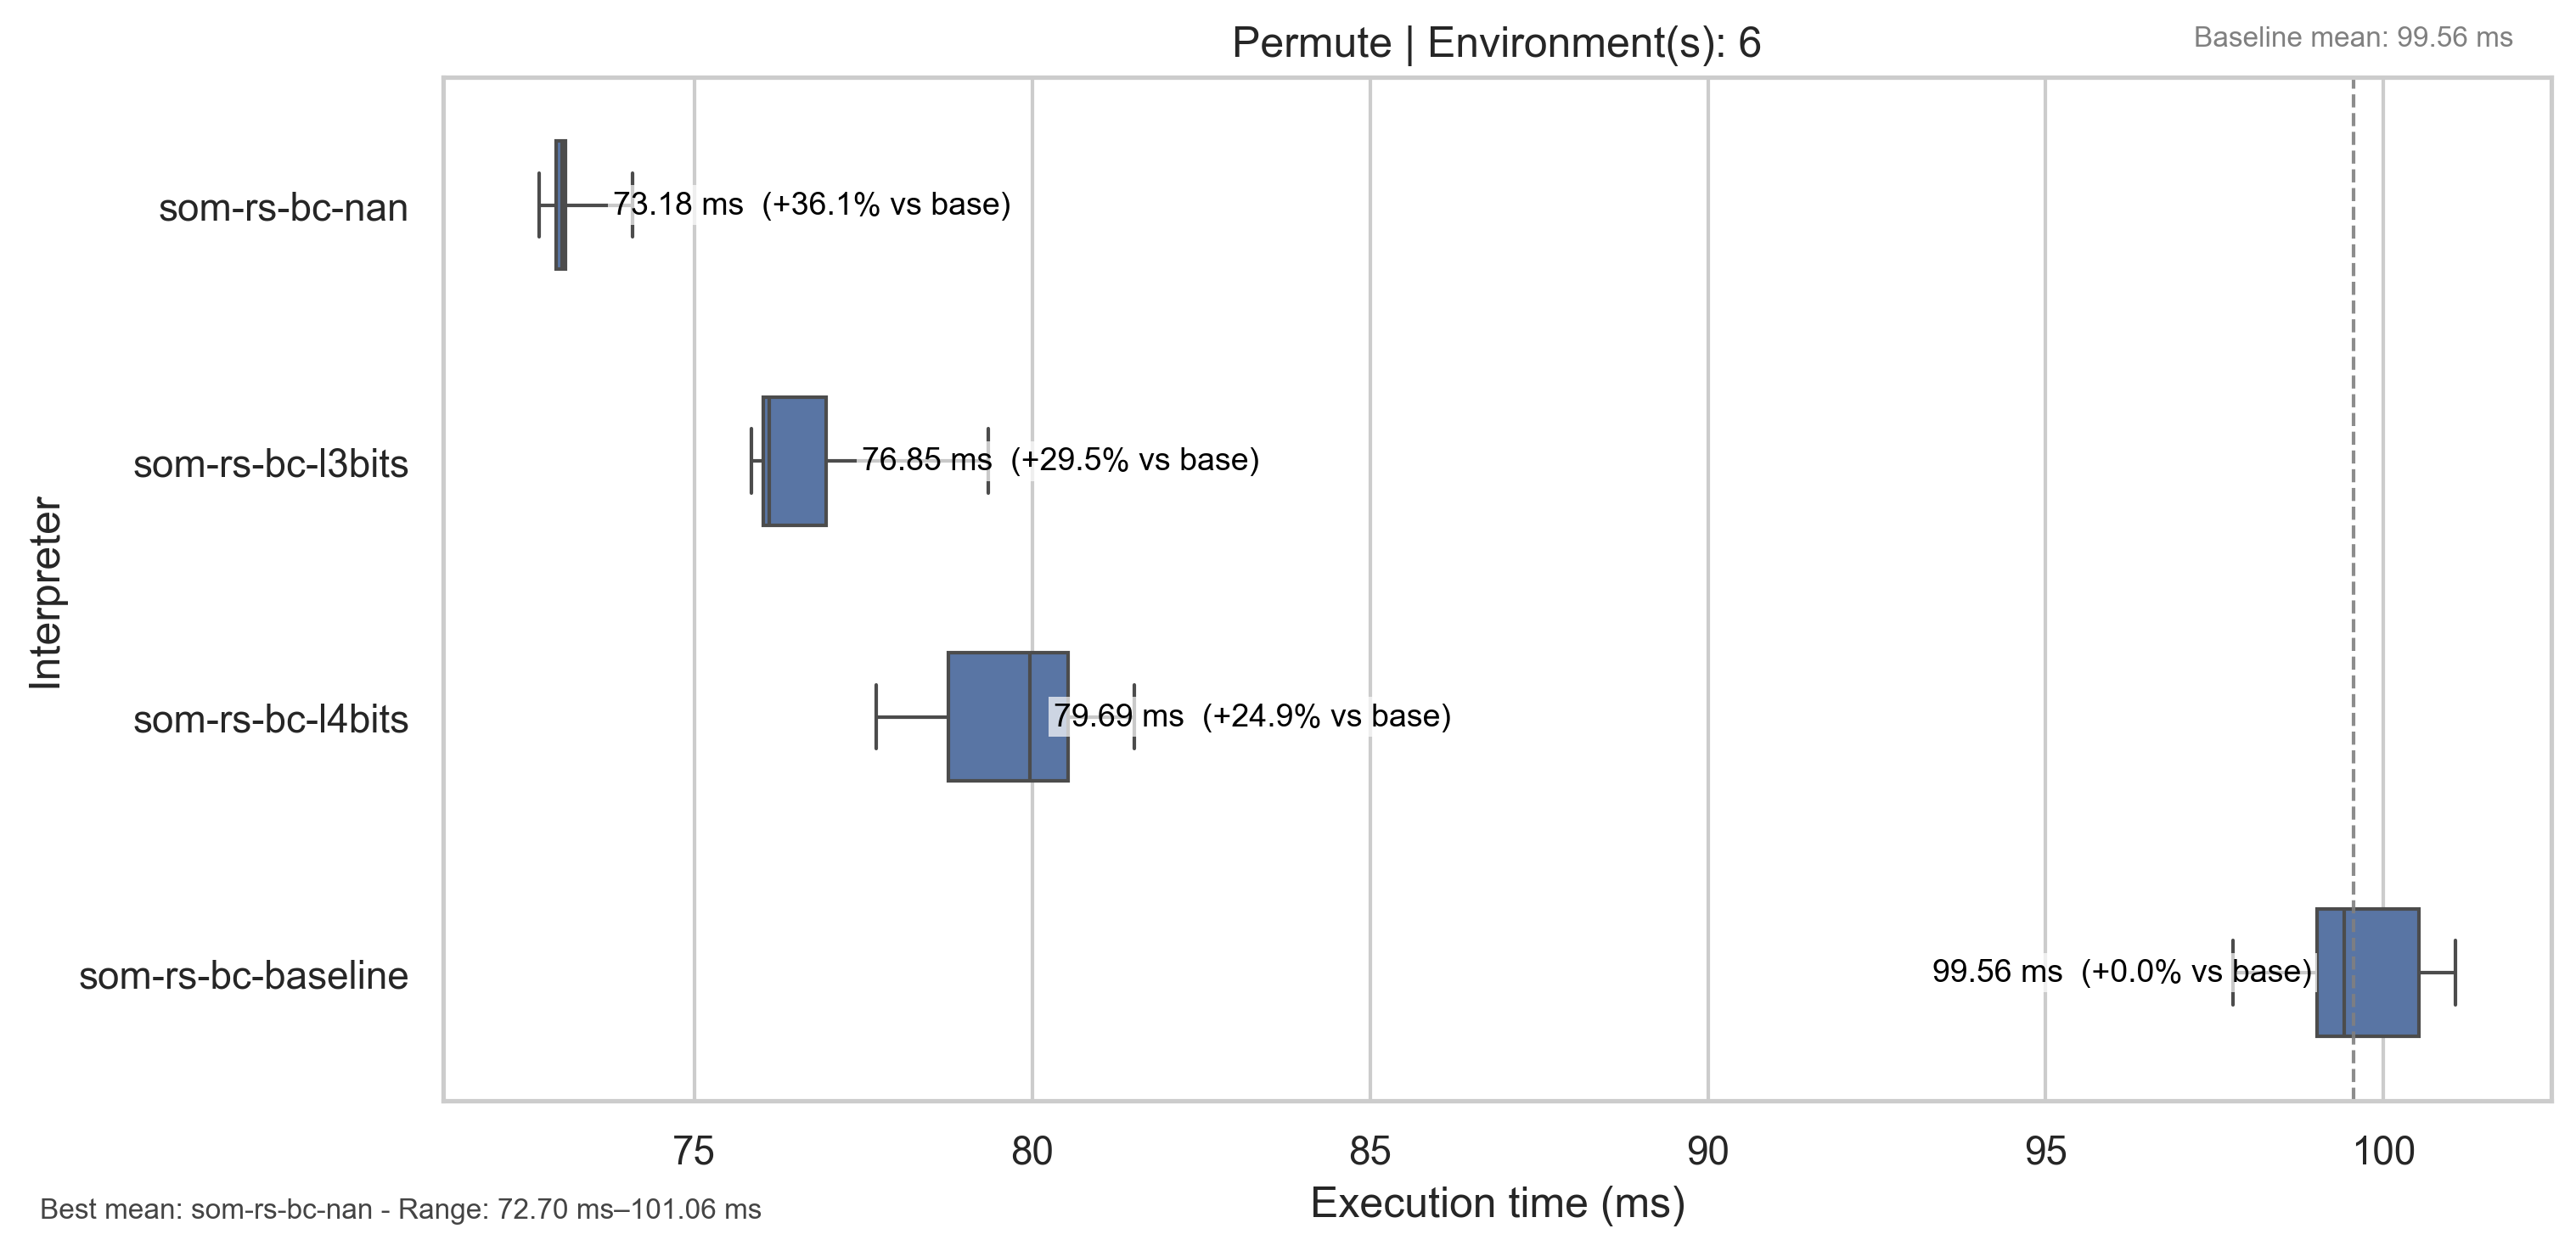 Permute | Environment(s): 6
Baseline mean: 99.56 ms
som-rs-bc-nan
73.18 ms  (+36.1% vs base)
som-rs-bc-l3bits
76.85 ms  (+29.5% vs base)
Interpreter
som-rs-bc-l4bits
79.69 ms  (+24.9% vs base)
som-rs-bc-baseline
99.56 ms  (+0.0% vs base)
75 80 85 90 95 100
Execution time (ms)
Best mean: som-rs-bc-nan - Range: 72.70 ms–101.06 ms